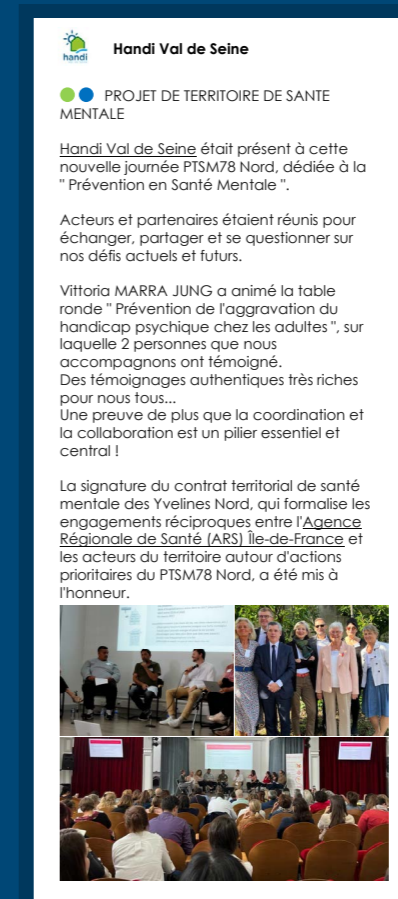 handi
Handi Val de Seine
PROJET DE TERRITOIRE DE SANTE
MENTALE
Handi Val de Seine était présent à cette
nouvelle journée PTSM78 Nord, dédiée à la
" Prévention en Santé Mentale ".
Acteurs et partenaires étaient réunis pour
échanger, partager et se questionner sur
nos défis actuels et futurs.
Vittoria MARRA JUNG a animé la table
ronde " Prévention de l'aggravation du
handicap psychique chez les adultes ", sur
laquelle 2 personnes que nous
accompagnons ont témoigné.
Des témoignages authentiques très riches
pour nous tous...
Une preuve de plus que la coordination et
la collaboration est un pilier essentiel et
central !
La signature du contrat territorial de santé
mentale des Yvelines Nord, qui formalise les
engagements réciproques entre l'Agence
Régionale de Santé (ARS) Île-de-France et
les acteurs du territoire autour d'actions
prioritaires du PTSM78 Nord, a été mis à
l'honneur.